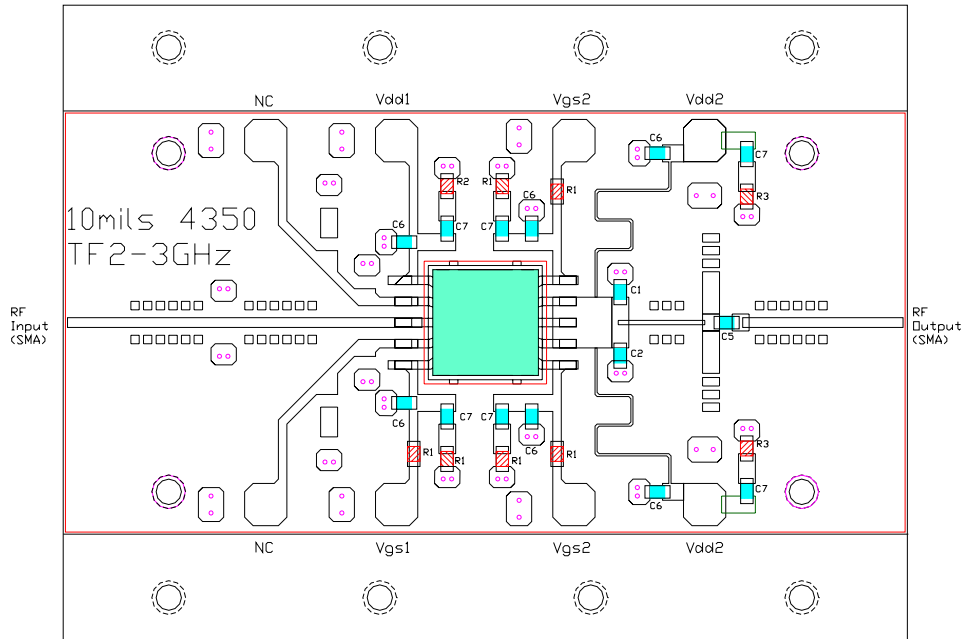 NC Vdd1 Vgs2 Vdd2
C6 C7
R2 R1 R1 R3
C6
10mils 4350
TF2-3GHz
C6 C7 C7
C1
RF
Input
(SMA)
RF
Output
(SMA)
C5
C2
C6 C7 C7 C6
R1 R1 R1 R1 R3
C6 C7
NC Vgs1 Vgs2 Vdd2